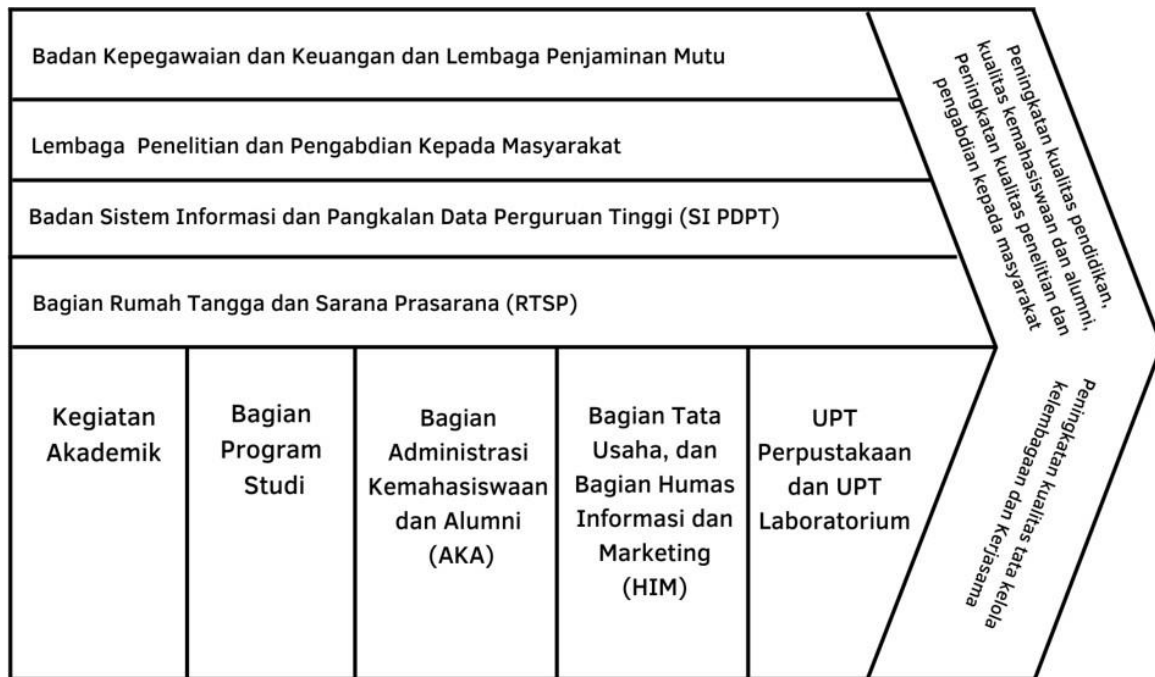 Badan Kepegawaian dan Keuangan dan Lembaga Penjaminan Mutu
Lembaga Penelitian dan Pengabdian Kepada Masyarakat
Badan Sistem Informasi dan Pangkalan Data Perguruan Tinggi (SI PDPT)
Bagian Rumah Tangga dan Sarana Prasarana (RTSP)
Kegiatan
Akademik
Bagian
Program
Studi
Bagian
Administrasi
Kemahasiswaan
dan Alumni
(AKA)
Bagian Tata
Usaha, dan
Bagian Humas
Informasi dan
Marketing
(HIM)
UPT
Perpustakaan
dan UPT
Laboratorium
Peningkatan kualitas pendidikan,
kualitas kemahasiswaan dan alumni,
Peningkatan kualitas penelitian dan
pengabdian kepada masyarakat
Peningkatan kualitas tata kelola
kelembagaan dan Kerjasama